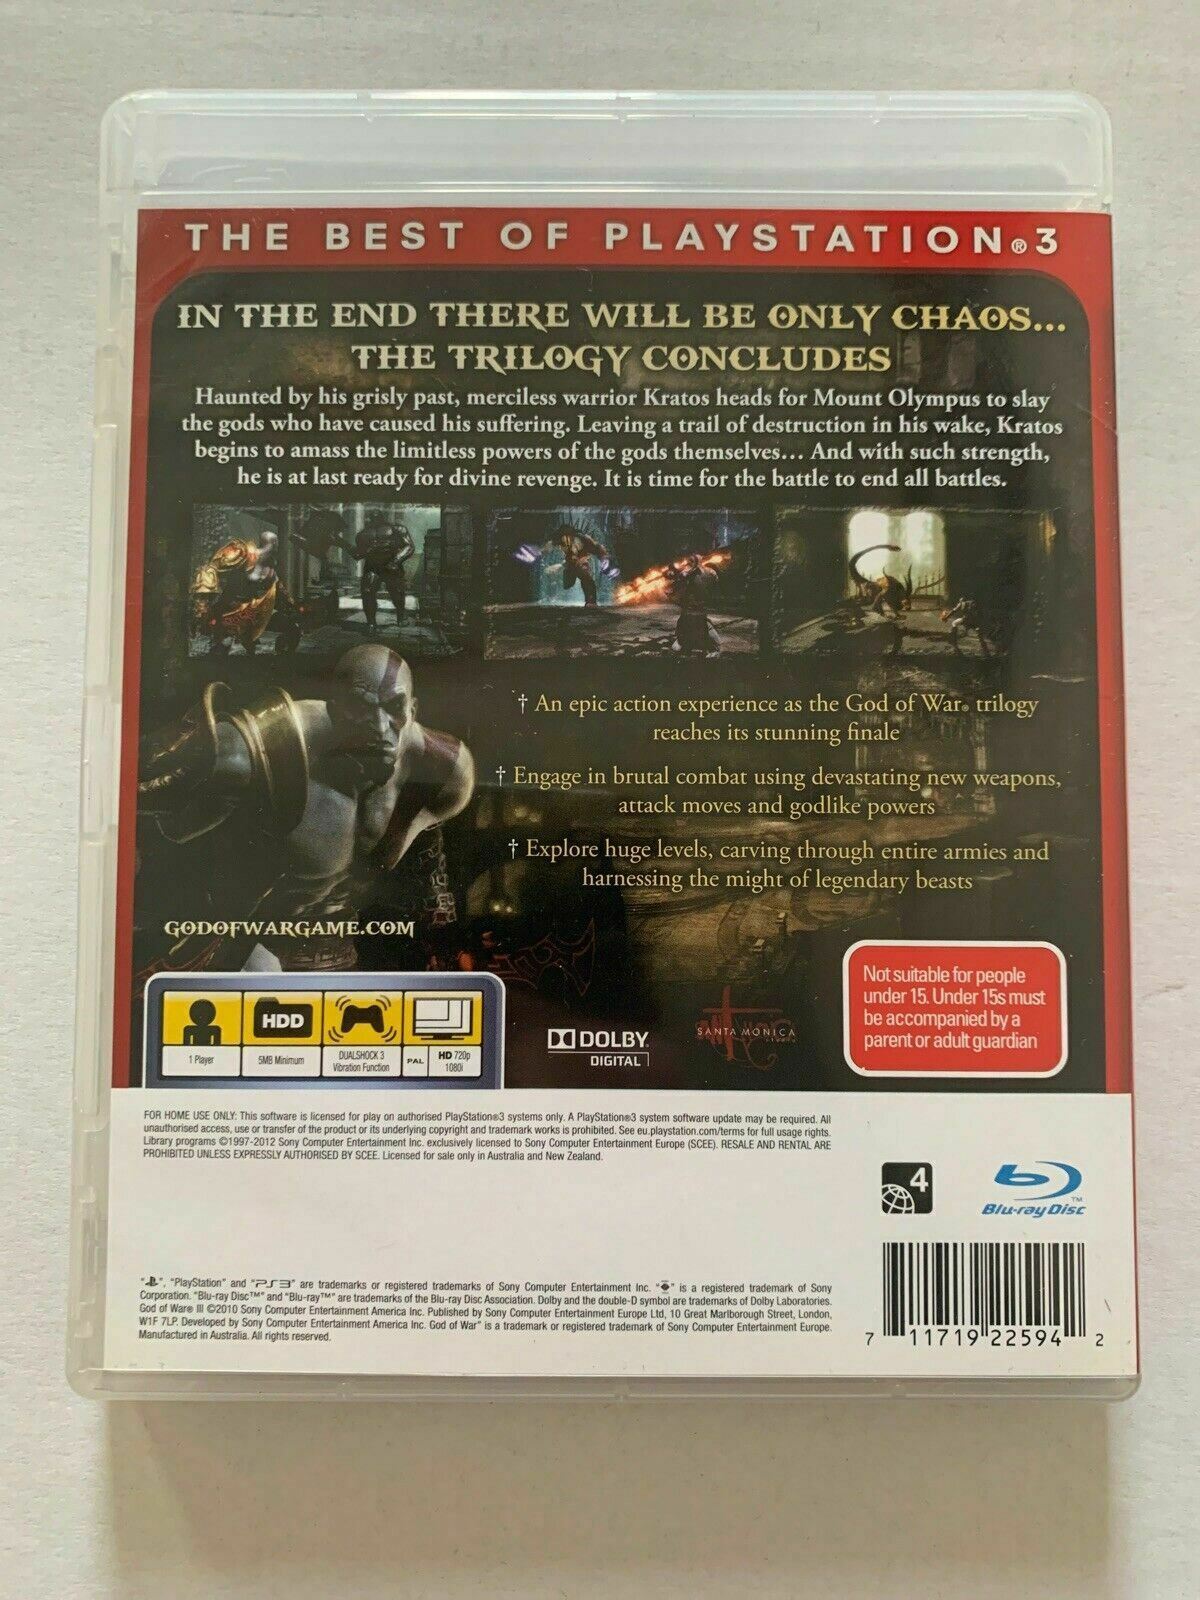 THE BEST OF PLAYSTATION®3
IN THE END THERE WILL BE ONLY CHAOS...
THE TRILOGY CONCLUDES
Haunted by his grisly past, merciless warrior Kratos heads for Mount Olympus to slay
the gods who have caused his suffering. Leaving a trail of destruction in his wake, Kratos
begins to amass the limitless powers of the gods themselves... And with such strength,
he is at last ready for divine revenge. It is time for the battle to end all battles.
† An epic action experience as the God of War® trilogy
reaches its stunning finale
† Engage in brutal combat using devastating new weapons,
attack moves and godlike powers
† Explore huge levels, carving through entire armies and
harnessing the might of legendary beasts
GODOFWARGAME.COM
Not suitable for people
under 15. Under 15s must
be accompanied by a
parent or adult guardian
HDD
1 Player
5MB Minimum
DUALSHOCK 3
Vibration Function
PAL
HD 720p
1080i
DOLBY
DIGITAL
SANTA MONICA
STUDIO
FOR HOME USE ONLY: This software is licensed for play on authorised PlayStation®3 systems only. A PlayStation®3 system software update may be required. All
unauthorised access, use or transfer of the product or its underlying copyright and trademark works is prohibited. See eu.playstation.com/terms for full usage rights.
Library programs ©1997-2012 Sony Computer Entertainment Inc. exclusively licensed to Sony Computer Entertainment Europe (SCEE). RESALE AND RENTAL ARE
PROHIBITED UNLESS EXPRESSLY AUTHORISED BY SCEE. Licensed for sale only in Australia and New Zealand.
4
Blu-ray Disc™
"", "PlayStation" and "PS3" are trademarks or registered trademarks of Sony Computer Entertainment Inc. "" is a registered trademark of Sony
Corporation. "Blu-ray Disc™" and "Blu-ray™" are trademarks of the Blu-ray Disc Association. Dolby and the double-D symbol are trademarks of Dolby Laboratories.
God of War® III ©2010 Sony Computer Entertainment America Inc. Published by Sony Computer Entertainment Europe Ltd, 10 Great Marlborough Street, London,
W1F 7LP. Developed by Sony Computer Entertainment America Inc. God of War" is a trademark or registered trademark of Sony Computer Entertainment Europe.
Manufactured in Australia. All rights reserved.
7 11719 22594 2